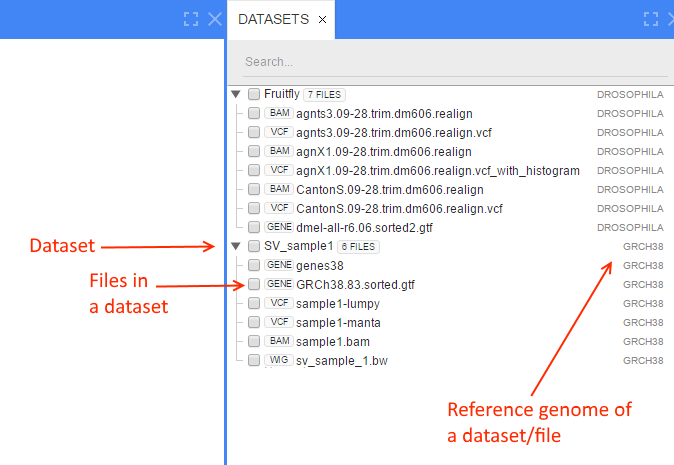 DATASETS ×
Search...
Fruitfly 7 FILES DROSOPHILA
BAM agnts3.09-28.trim.dm606.realign DROSOPHILA
VCF agnts3.09-28.trim.dm606.realign.vcf DROSOPHILA
BAM agnX1.09-28.trim.dm606.realign DROSOPHILA
VCF agnX1.09-28.trim.dm606.realign.vcf_with_histogram DROSOPHILA
BAM CantonS.09-28.trim.dm606.realign DROSOPHILA
VCF CantonS.09-28.trim.dm606.realign.vcf DROSOPHILA
GENE dmel-all-r6.06.sorted2.gtf DROSOPHILA
Dataset SV_sample1 6 FILES GRCH38
GENE genes38 GRCH38
Files in
a dataset
GENE GRCh38.83.sorted.gtf GRCH38
VCF sample1-lumpy GRCH38
VCF sample1-manta GRCH38
BAM sample1.bam GRCH38
WIG sv_sample_1.bw GRCH38
Reference genome of
a dataset/file